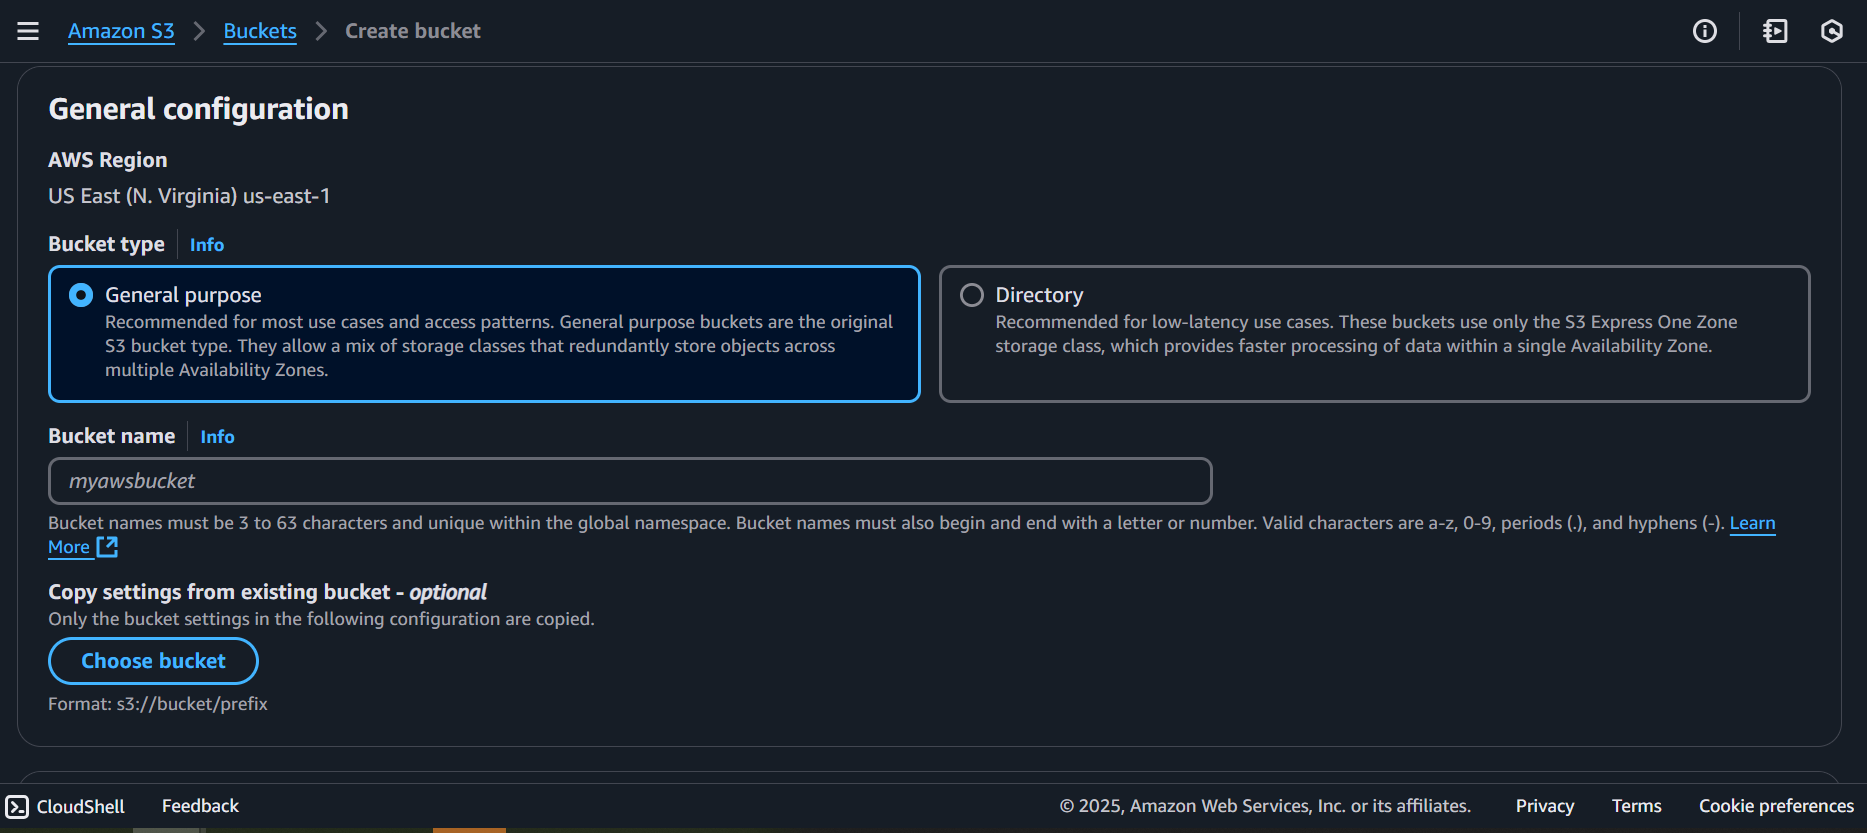 Amazon S3 > Buckets > Create bucket
General configuration
AWS Region
US East (N. Virginia) us-east-1
Bucket type Info
General purpose
Recommended for most use cases and access patterns. General purpose buckets are the original
S3 bucket type. They allow a mix of storage classes that redundantly store objects across
multiple Availability Zones.
Directory
Recommended for low-latency use cases. These buckets use only the S3 Express One Zone
storage class, which provides faster processing of data within a single Availability Zone.
Bucket name Info
myawsbucket
Bucket names must be 3 to 63 characters and unique within the global namespace. Bucket names must also begin and end with a letter or number. Valid characters are a-z, 0-9, periods (.), and hyphens (-). Learn
More
Copy settings from existing bucket - optional
Only the bucket settings in the following configuration are copied.
Choose bucket
Format: s3://bucket/prefix
CloudShell Feedback © 2025, Amazon Web Services, Inc. or its affiliates. Privacy Terms Cookie preferences